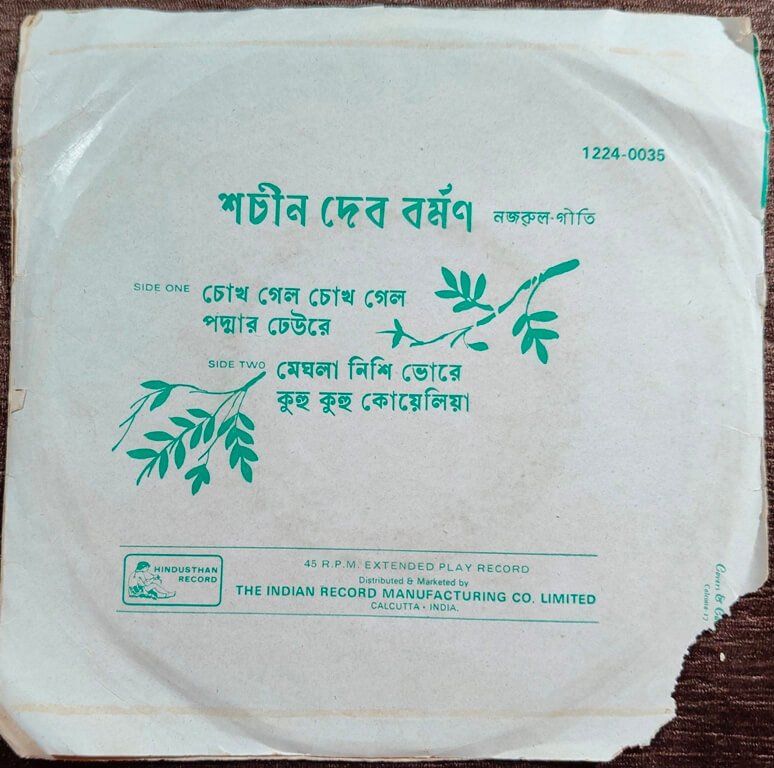 1224-0035
শচীন দেব বর্মণ নজরুল-গীতি
SIDE ONE চোখ গেল চোখ গেল
পদ্মার ঢেউরে
SIDE TWO মেঘলা নিশি ভোরে
কুহু কুহু কোয়েলিয়া
HINDUSTHAN
RECORD
45 R.P.M. EXTENDED PLAY RECORD
Distributed & Marketed by
THE INDIAN RECORD MANUFACTURING CO. LIMITED
CALCUTTA • INDIA.